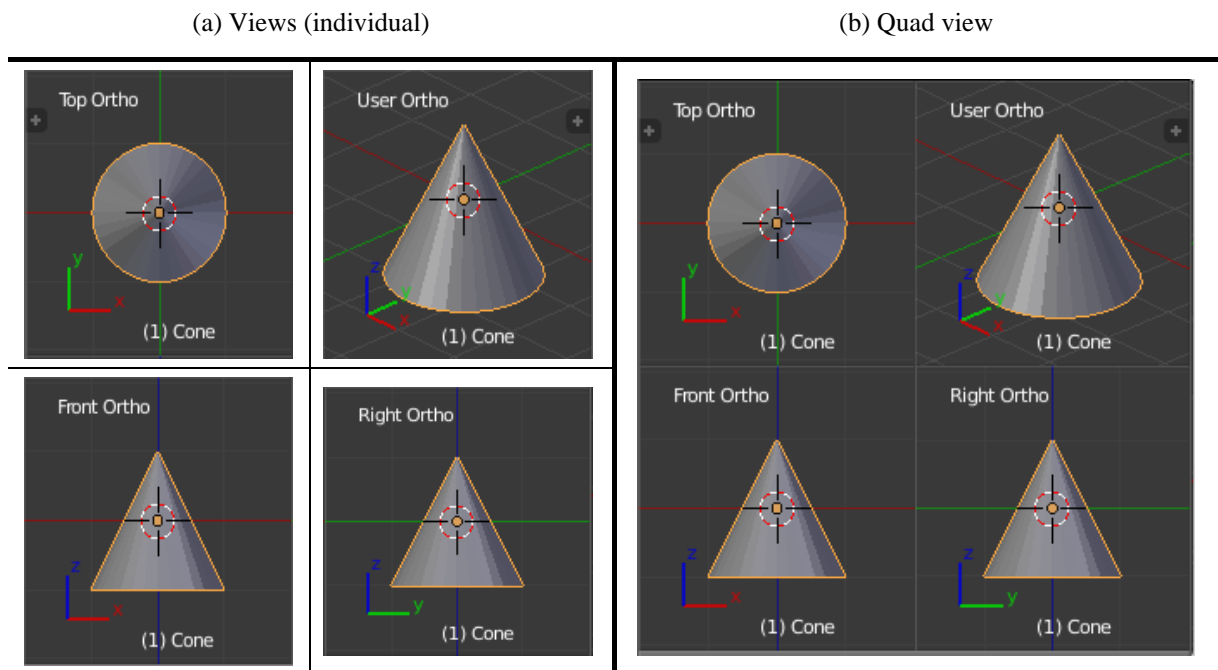 (a) Views (individual)
(b) Quad view
Top Ortho
y
x
(1) Cone
User Ortho
z
y
x
(1) Cone
Front Ortho
z
x
(1) Cone
Right Ortho
z
y
(1) Cone
Top Ortho
y
x
(1) Cone
User Ortho
z
y
x
(1) Cone
Front Ortho
z
x
(1) Cone
Right Ortho
z
y
(1) Cone